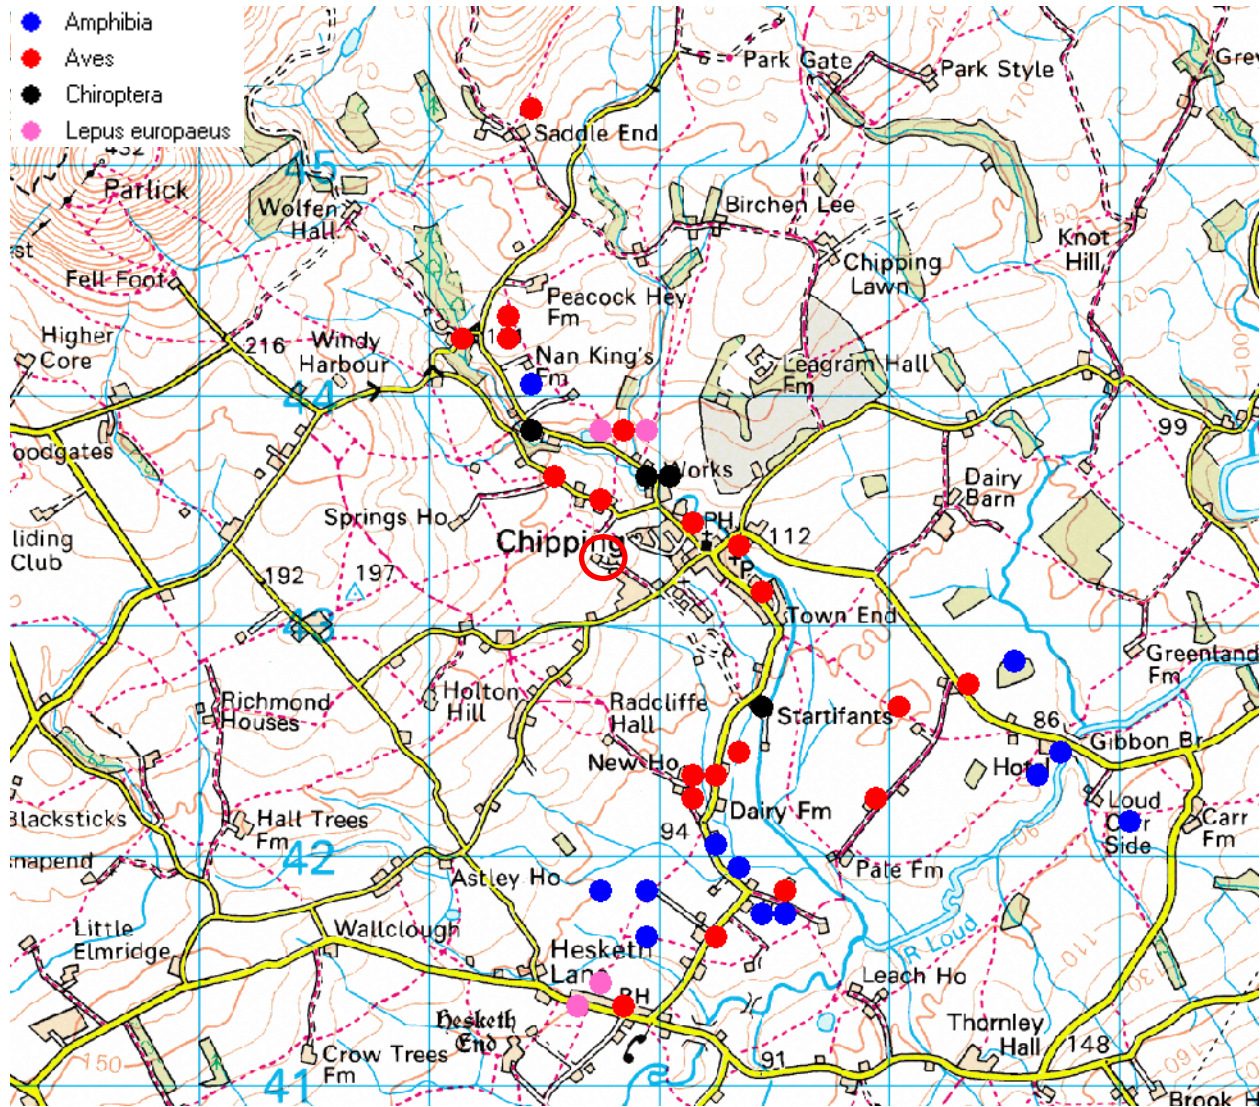 Amphibia
Aves
Chiroptera
Lepus europaeus
Park Gate
Park Style
Saddle End
45
Parlick
Wolfen
Hall
Birchen Lee
Knot
Hill
Fell Foot
Chipping
Lawn
Peacock Hey
Fm
Higher
Core
216
Windy
Harbour
Nan King's
Fm
Leagram Hall
Fm
44
99
Works
Dairy
Barn
Springs Ho
Chipping
PH
112
192
197
43
Town End
Greenland
Fm
Richmond
Houses
Holton
Hill
Radcliffe
Hall
Startifants
86
Gibbon Br
New Ho
Hotel
Blacksticks
Hall Trees
Fm
94
Dairy Fm
Loud
Carr
Side
Carr
Fm
42
Astley Ho
Pale Fm
Little
Elmridge
Wallclough
Hesketh
Lane
R Loud
Leach Ho
PH
Hesketh
End
Thornley
Hall
150
Crow Trees
Fm
91
148
160
41
Brook H